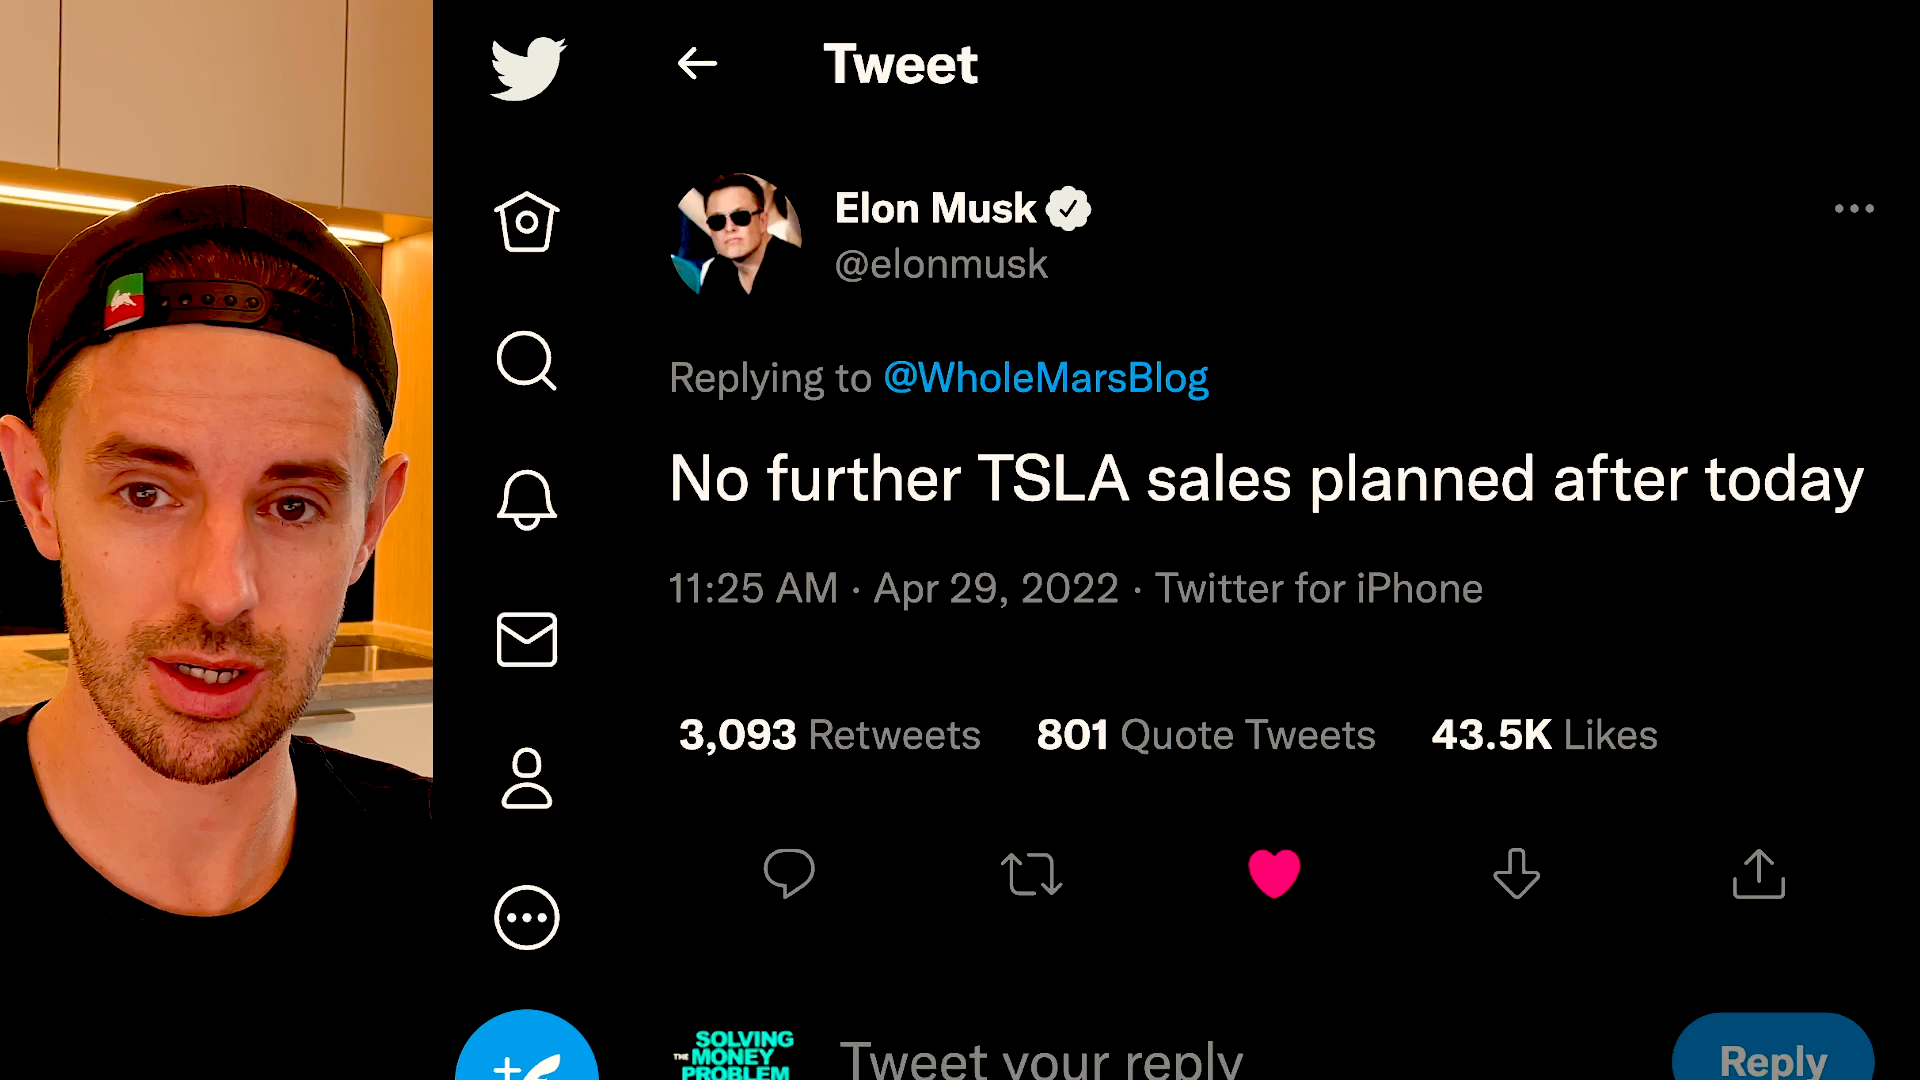 Tweet
Elon Musk
@elonmusk
Replying to @WholeMarsBlog
No further TSLA sales planned after today
11:25 AM · Apr 29, 2022 · Twitter for iPhone
3,093 Retweets 801 Quote Tweets 43.5K Likes
SOLVING
THE MONEY
PROBLEM
Tweet your reply
Reply